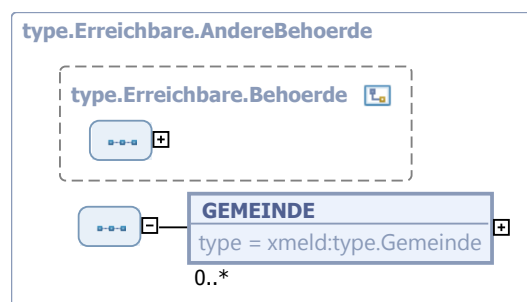 type.Erreichbare.AndereBehoerde
type.Erreichbare.Behoerde
GEMEINDE
type = xmeld:type.Gemeinde
0..*